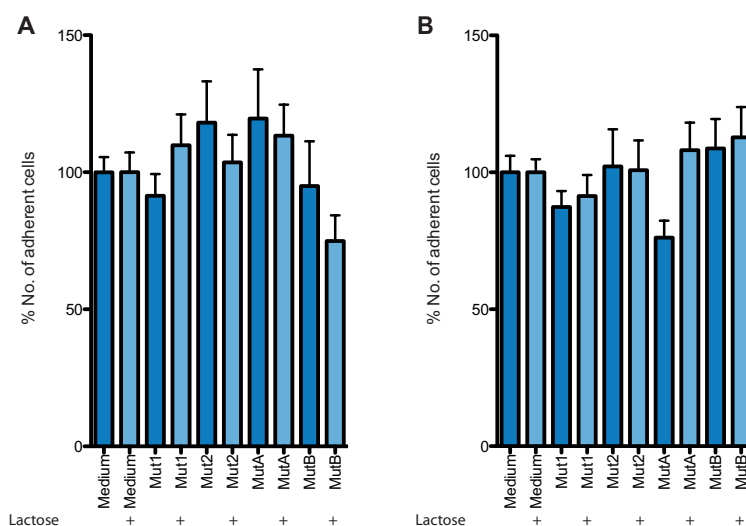 A
150
100
50
0
% No. of adherent cells
Medium
Medium
Mut1
Mut1
Mut2
Mut2
MutA
MutA
MutB
MutB
Lactose + + + + +
B
150
100
50
0
% No. of adherent cells
Medium
Medium
Mut1
Mut1
Mut2
Mut2
MutA
MutA
MutB
MutB
Lactose + + + + +